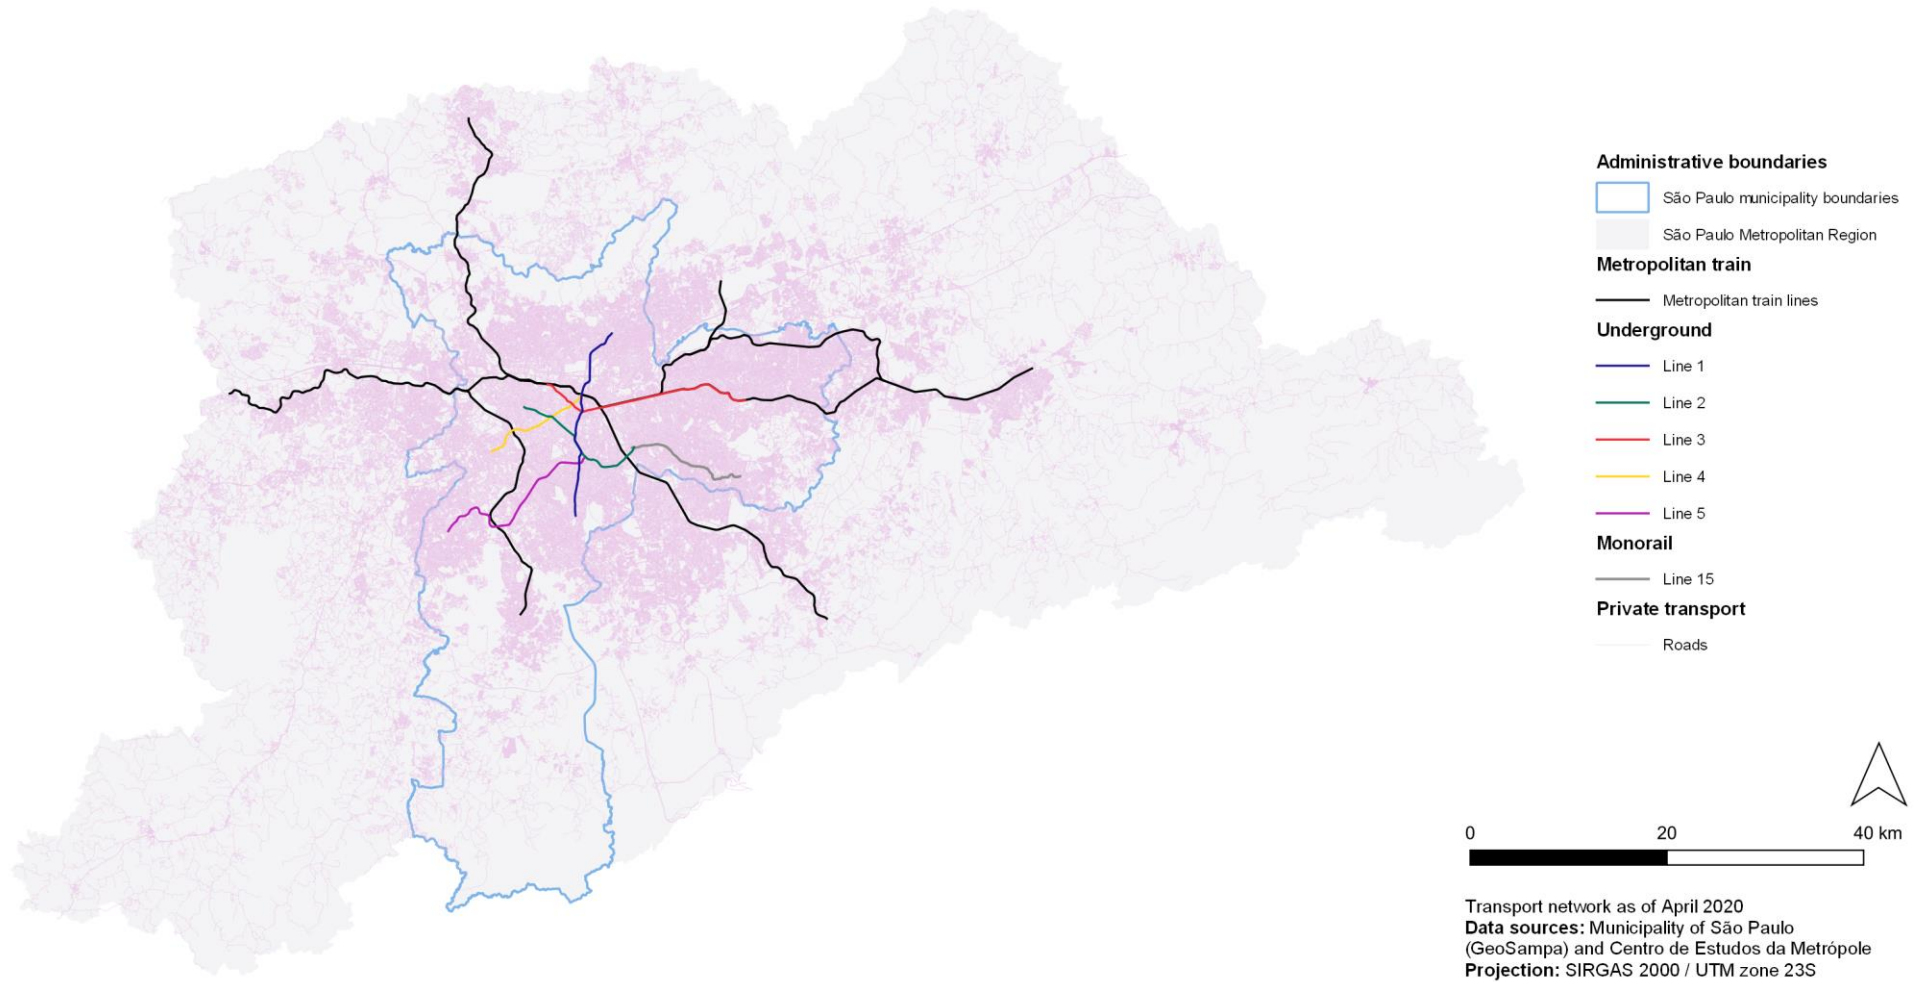 Administrative boundaries
São Paulo municipality boundaries
São Paulo Metropolitan Region
Metropolitan train
Metropolitan train lines
Underground
Line 1
Line 2
Line 3
Line 4
Line 5
Monorail
Line 15
Private transport
Roads
0 20 40 km
Transport network as of April 2020
Data sources: Municipality of São Paulo
(GeoSampa) and Centro de Estudos da Metrópole
Projection: SIRGAS 2000 / UTM zone 23S